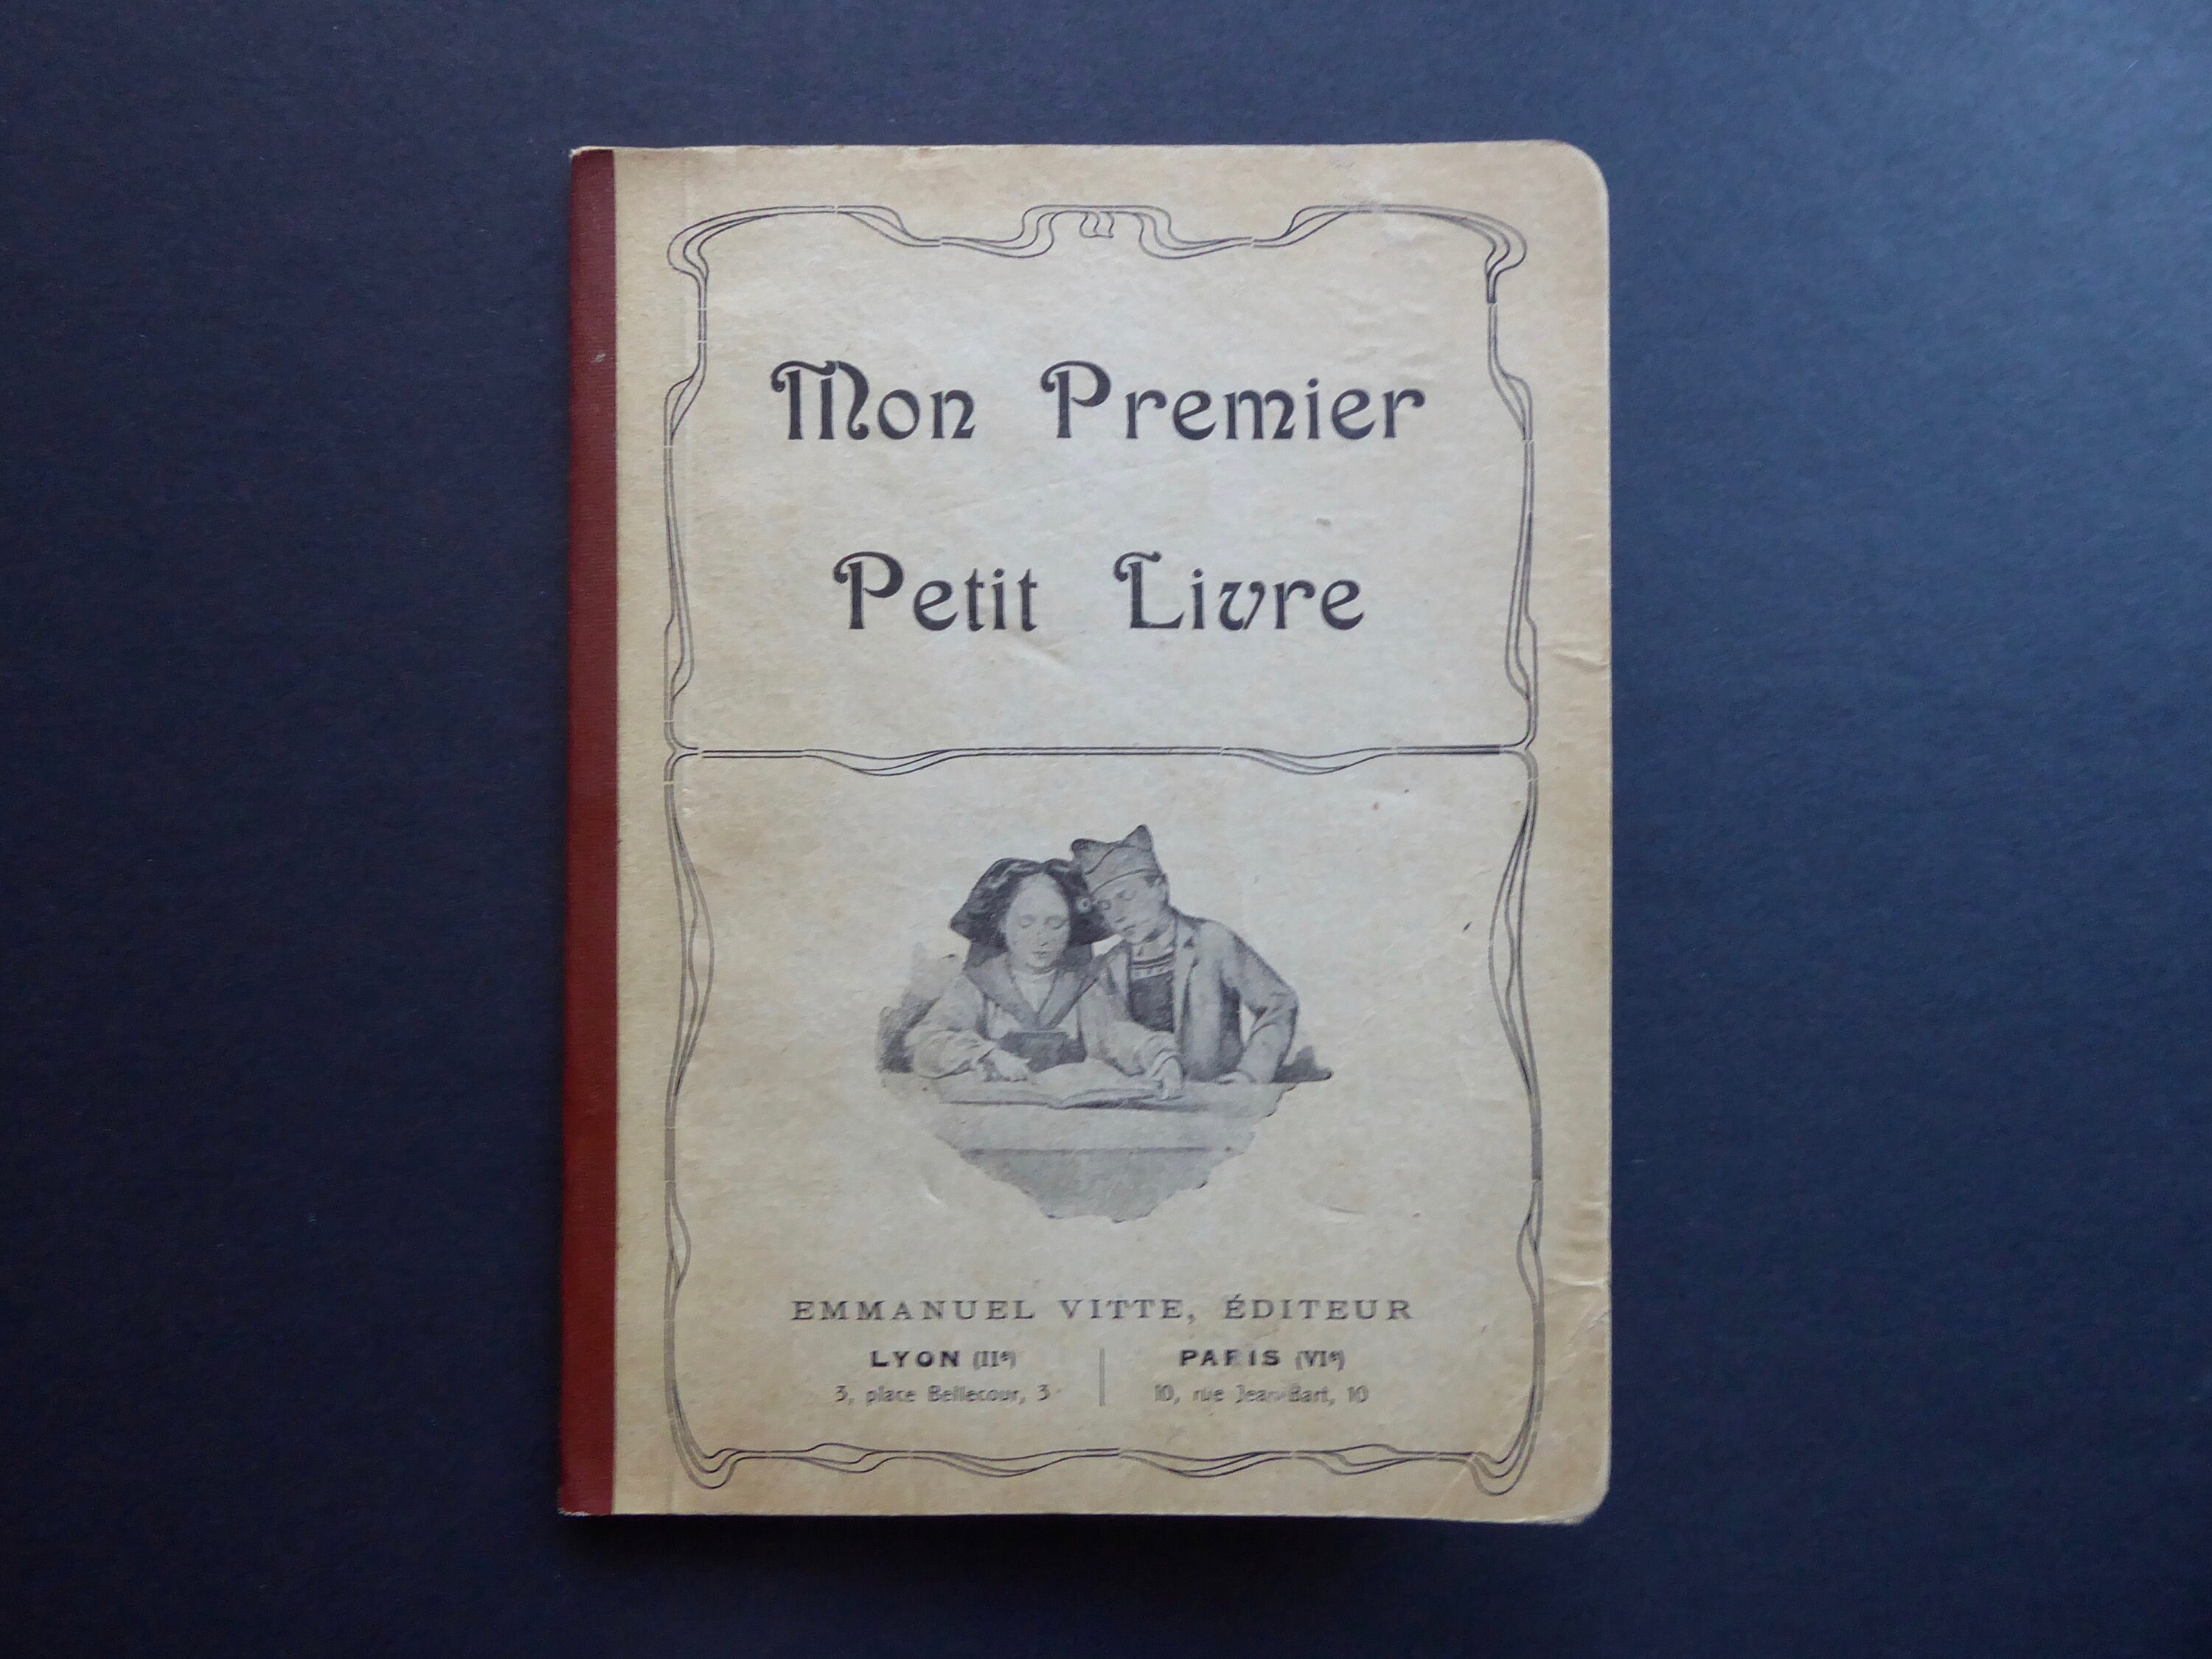 Mon Premier
Petit Livre
EMMANUEL VITTE, ÉDITEUR
LYON (IIe)
3, place Bellecour, 3
PARIS (VIe)
10, rue Jean-Bart, 10